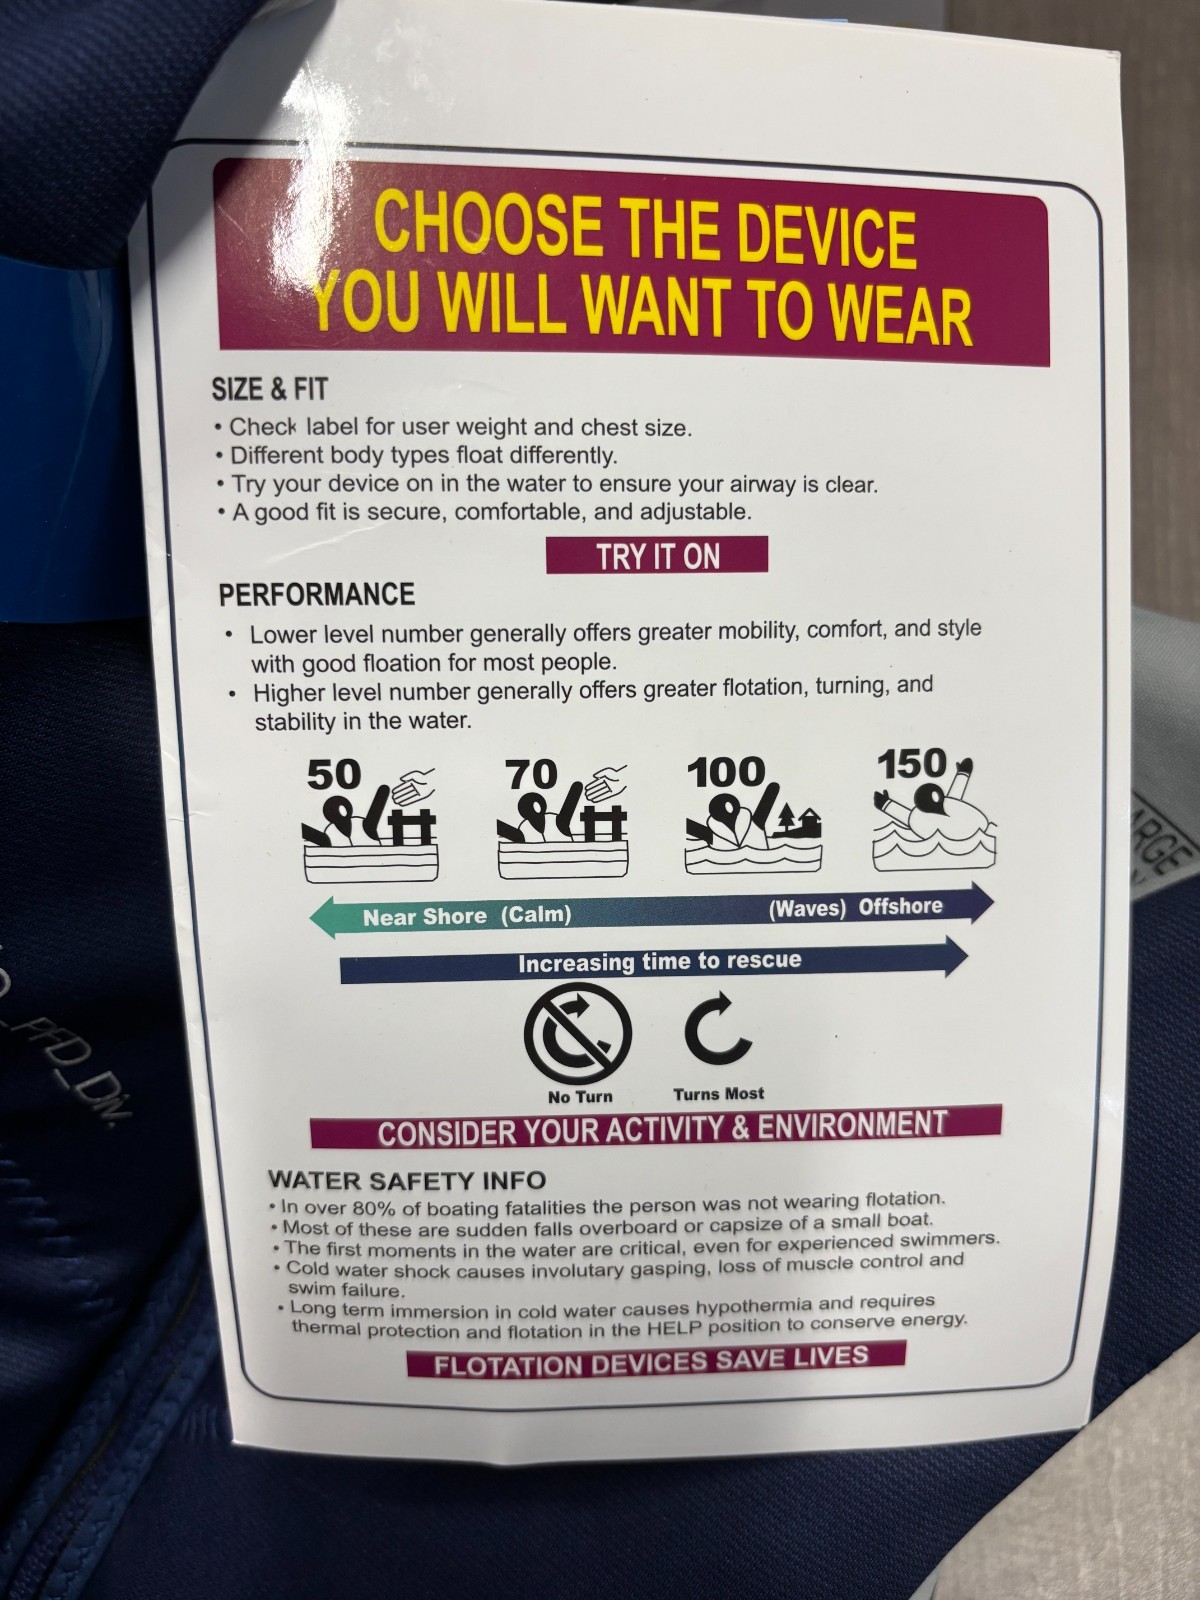 CHOOSE THE DEVICE
YOU WILL WANT TO WEAR
SIZE & FIT
• Check label for user weight and chest size.
• Different body types float differently.
• Try your device on in the water to ensure your airway is clear.
• A good fit is secure, comfortable, and adjustable.
TRY IT ON
PERFORMANCE
• Lower level number generally offers greater mobility, comfort, and style
with good floation for most people.
• Higher level number generally offers greater flotation, turning, and
stability in the water.
50 70 100 150
Near Shore (Calm) (Waves) Offshore
Increasing time to rescue
No Turn Turns Most
CONSIDER YOUR ACTIVITY & ENVIRONMENT
WATER SAFETY INFO
• In over 80% of boating fatalities the person was not wearing flotation.
• Most of these are sudden falls overboard or capsize of a small boat.
• The first moments in the water are critical, even for experienced swimmers.
• Cold water shock causes involutary gasping, loss of muscle control and
swim failure.
• Long term immersion in cold water causes hypothermia and requires
thermal protection and flotation in the HELP position to conserve energy.
FLOTATION DEVICES SAVE LIVES
PFD_Div.